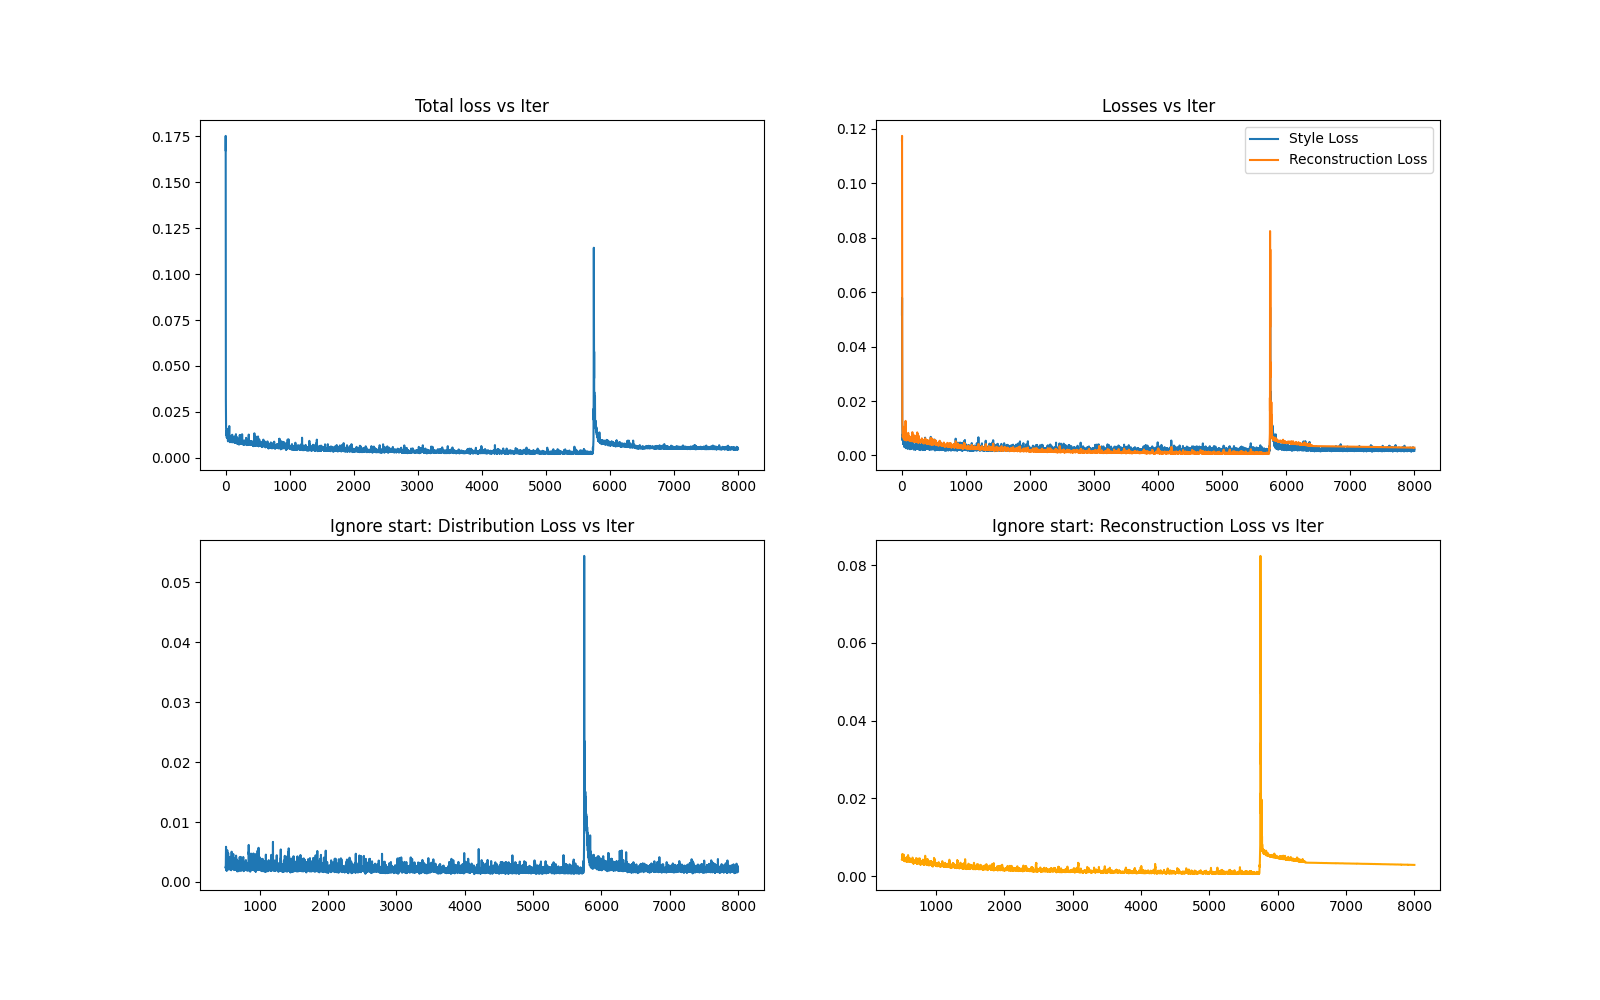 Total loss vs Iter
0.175
0.150
0.125
0.100
0.075
0.050
0.025
0.000
0 1000 2000 3000 4000 5000 6000 7000 8000
Losses vs Iter
Style Loss
Reconstruction Loss
0.12
0.10
0.08
0.06
0.04
0.02
0.00
0 1000 2000 3000 4000 5000 6000 7000 8000
Ignore start: Distribution Loss vs Iter
0.05
0.04
0.03
0.02
0.01
0.00
1000 2000 3000 4000 5000 6000 7000 8000
Ignore start: Reconstruction Loss vs Iter
0.08
0.06
0.04
0.02
0.00
1000 2000 3000 4000 5000 6000 7000 8000